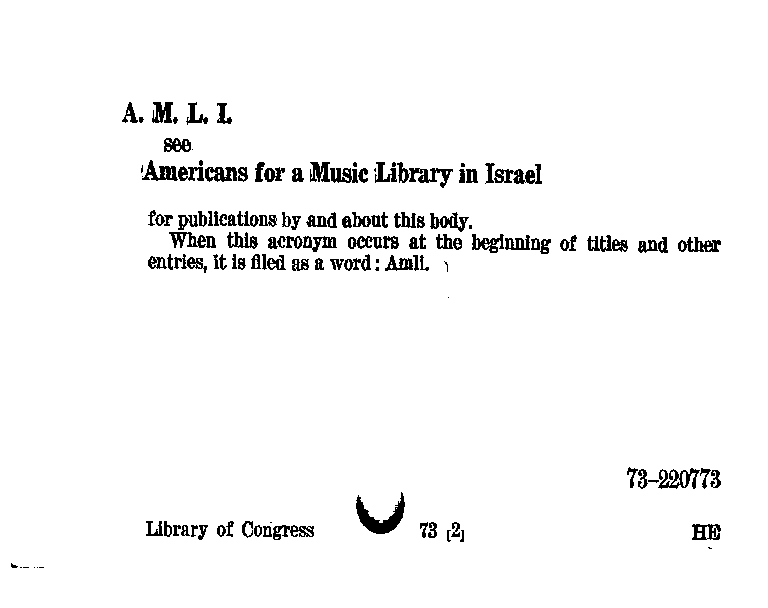 A. M. L. I.
see
Americans for a Music Library in Israel
for publications by and about this body.
When this acronym occurs at the beginning of titles and other
entries, it is filed as a word: Amli.
73–220773
Library of Congress 73 [2] HE